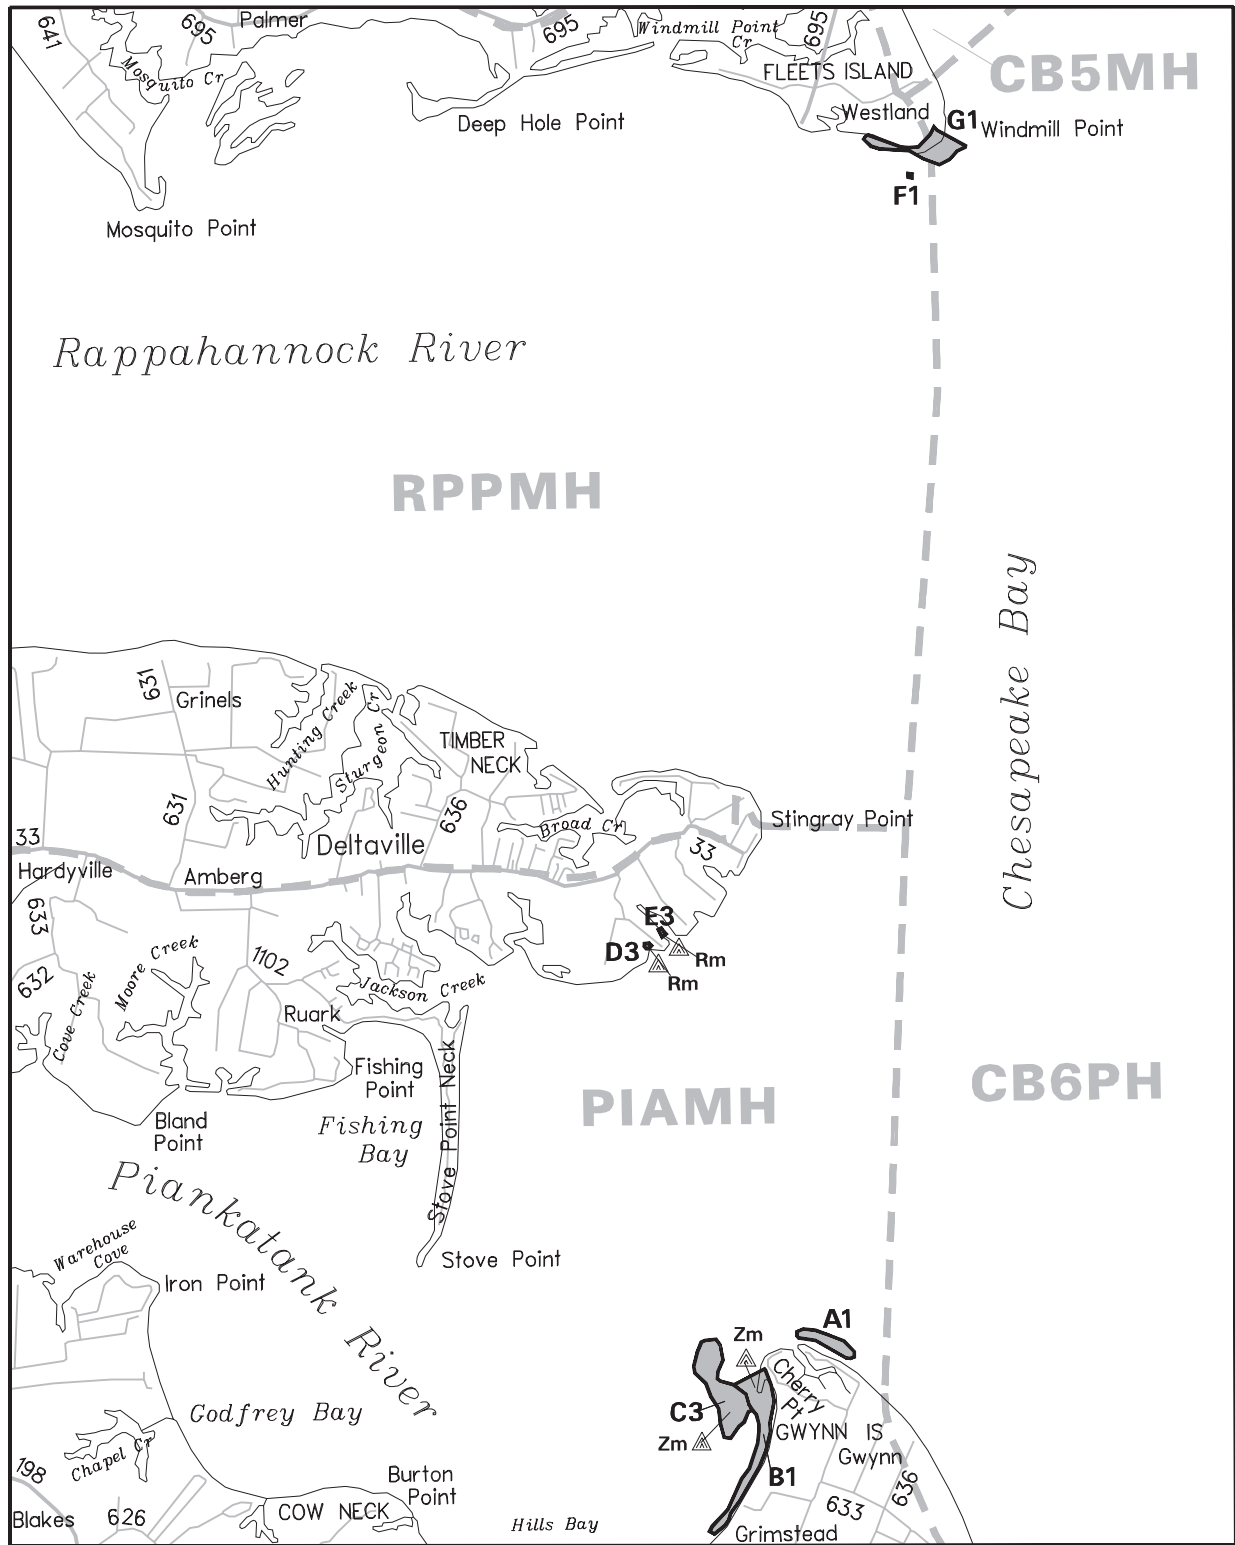 641
695
Palmer
695
Windmill Point
Cr
695
Mosquito Cr
FLEETS ISLAND
CB5MH
Westland
G1
Windmill Point
Deep Hole Point
F1
Mosquito Point
Rappahannock River
RPPMH
Chesapeake Bay
631
Grinels
Hunting Creek
Sturgeon Cr
TIMBER
NECK
631
636
Broad Cr
Stingray Point
33
Deltaville
33
Hardyville
Amberg
633
E3
D3
Rm
Rm
632
Moore Creek
1102
Cove Creek
Jackson Creek
Ruark
Fishing
Point
Stove Point Neck
PIAMH
CB6PH
Bland
Point
Fishing
Bay
Piankatank River
Warehouse
Cove
Stove Point
Iron Point
A1
Zm
Cherry
Pt
C3
Godfrey Bay
Zm
GWYNN IS
Gwynn
Chapel Cr
198
B1
Burton
Point
636
633
COW NECK
Blakes
626
Hills Bay
Grimstead